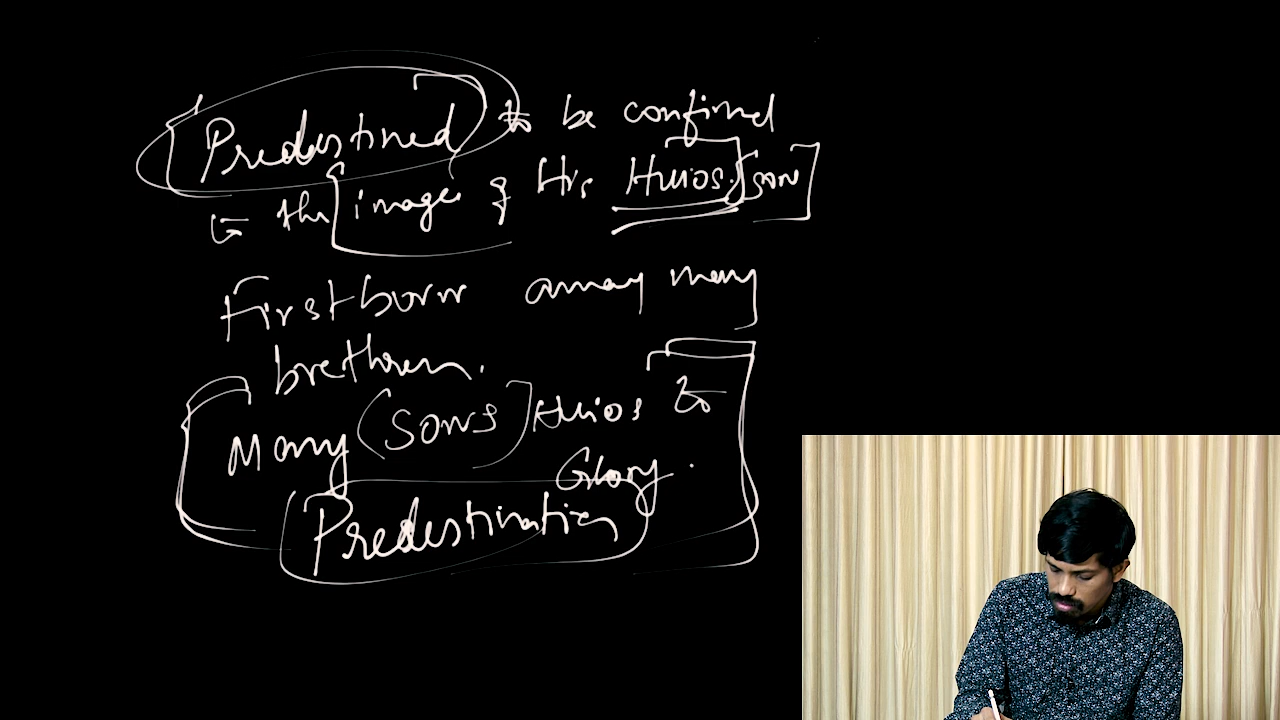 Predestined to be confirmed
to the image of His Huios. Son
Firstborn among many
brethren.
Many (Sons) Huios to
Glory.
Predestination